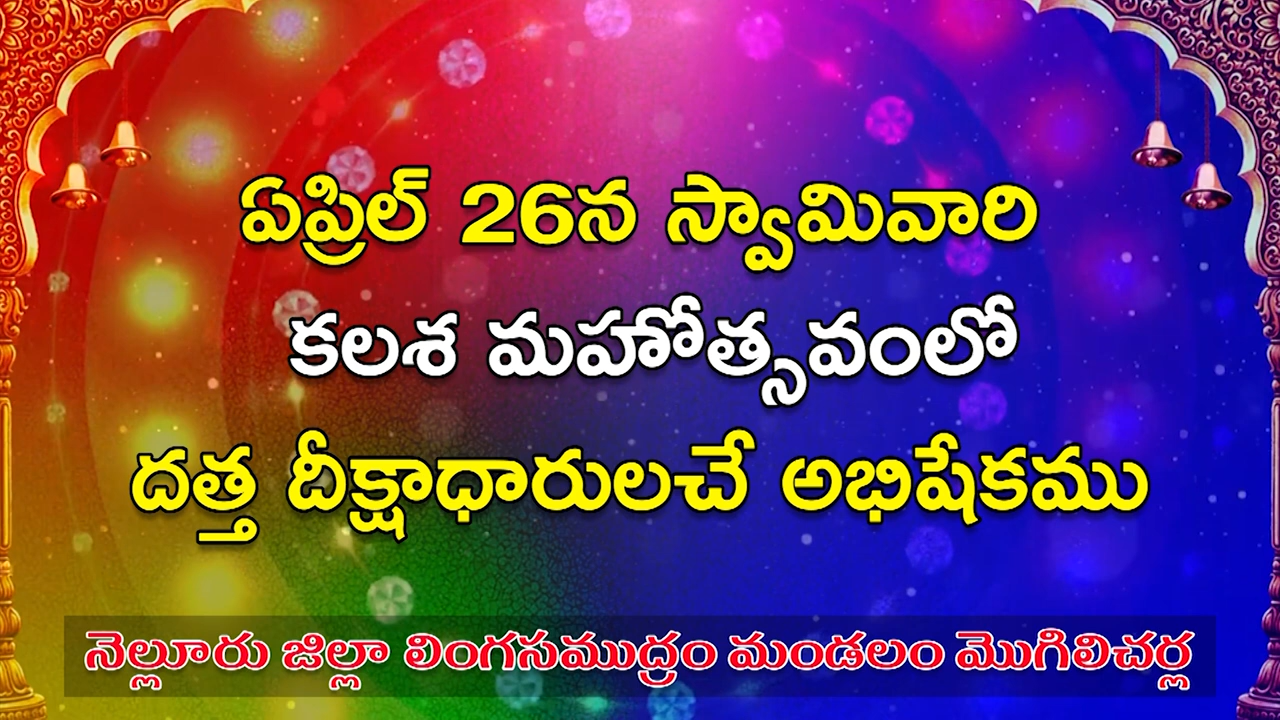 ఏప్రిల్ 26న స్వామివారి
కలశ మహోత్సవంలో
దత్త దీక్షాధారులచే అభిషేకము
నెల్లూరు జిల్లా లింగసముద్రం మండలం మొగిలిచర్ల